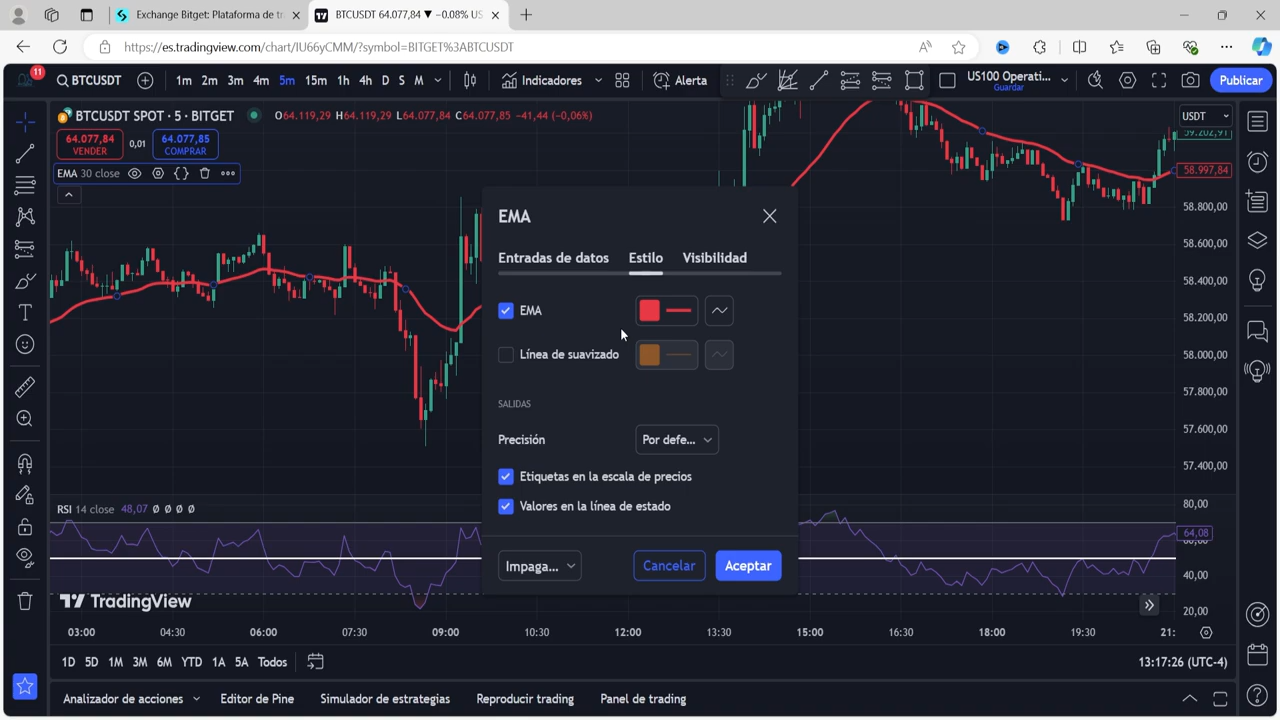 Exchange Bitget: Plataforma de tr
BTCUSDT 64.077,84 ▼ −0.08% US
https://es.tradingview.com/chart/IU66yCMM/?symbol=BITGET%3ABTCUSDT
11
BTCUSDT
1m 2m 3m 4m 5m 15m 1h 4h D S M
Indicadores
Alerta
US100 Operati...
Guardar
Publicar
BTCUSDT SPOT · 5 · BITGET
O64.119,29 H64.119,29 L64.077,84 C64.077,85 −41,44 (−0,06%)
USDT
64.077,84
VENDER
0,01
64.077,85
COMPRAR
EMA 30 close
59.202,91
58.997,84
58.800,00
58.600,00
58.400,00
58.200,00
58.000,00
57.800,00
57.600,00
57.400,00
EMA
Entradas de datos Estilo Visibilidad
EMA
Línea de suavizado
SALIDAS
Precisión
Por defe...
Etiquetas en la escala de precios
Valores en la línea de estado
Impaga...
Cancelar
Aceptar
RSI 14 close 48,07 Ø Ø Ø Ø
80,00
64,08
40,00
20,00
TradingView
03:00 04:30 06:00 07:30 09:00 10:30 12:00 13:30 15:00 16:30 18:00 19:30 21:
1D 5D 1M 3M 6M YTD 1A 5A Todos
13:17:26 (UTC-4)
Analizador de acciones
Editor de Pine
Simulador de estrategias
Reproducir trading
Panel de trading